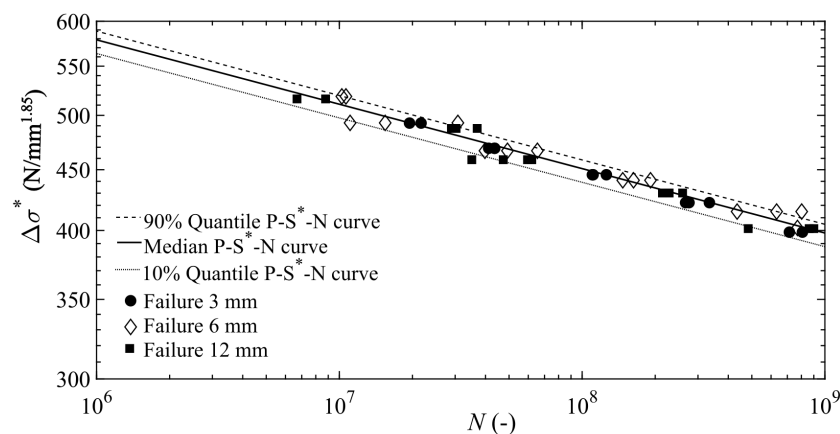 600
550
500
450
400
350
300
Δσ* (N/mm^1.85)
90% Quantile P-S*-N curve
Median P-S*-N curve
10% Quantile P-S*-N curve
Failure 3 mm
Failure 6 mm
Failure 12 mm
10^6
10^7
10^8
10^9
N (-)